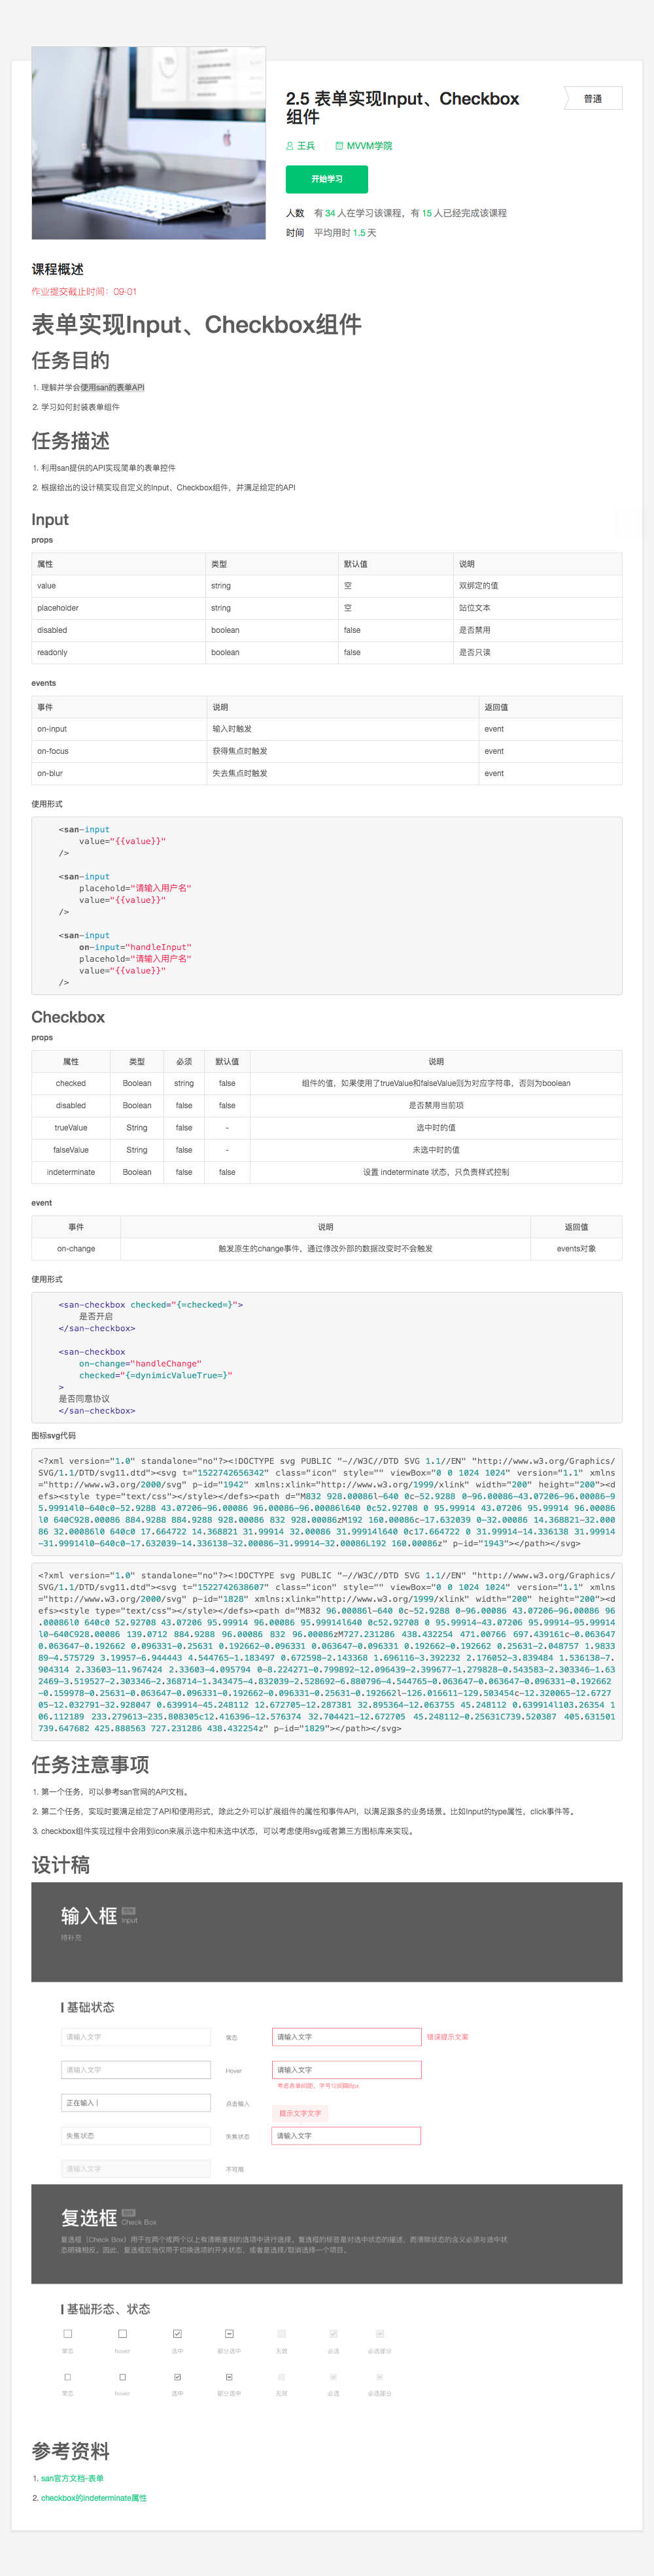 2.5 表单实现Input、Checkbox
组件
普通
王兵 MVVM学院
开始学习
人数 有 34 人在学习该课程，有 15 人已经完成该课程
时间 平均用时 1.5 天
课程概述
作业提交截止时间：09-01
表单实现Input、Checkbox组件
任务目的
1. 理解并学会使用san的表单API
2. 学习如何封装表单组件
任务描述
1. 利用san提供的API实现简单的表单控件
2. 根据给出的设计稿实现自定义的Input、Checkbox组件，并满足给定的API
Input
props
属性 类型 默认值 说明
value string 空 双绑定的值
placeholder string 空 站位文本
disabled boolean false 是否禁用
readonly boolean false 是否只读
events
事件 说明 返回值
on-input 输入时触发 event
on-focus 获得焦点时触发 event
on-blur 失去焦点时触发 event
使用形式
<san-input
value="{{value}}"
/>
<san-input
placehold="请输入用户名"
value="{{value}}"
/>
<san-input
on-input="handleInput"
placehold="请输入用户名"
value="{{value}}"
/>
Checkbox
props
属性 类型 必须 默认值 说明
checked Boolean string false 组件的值，如果使用了trueValue和falseValue则为对应字符串，否则为boolean
disabled Boolean false false 是否禁用当前项
trueValue String false - 选中时的值
falseValue String false - 未选中时的值
indeterminate Boolean false false 设置 indeterminate 状态，只负责样式控制
event
事件 说明 返回值
on-change 触发原生的change事件，通过修改外部的数据改变时不会触发 events对象
使用形式
<san-checkbox checked="{=checked=}">
是否开启
</san-checkbox>
<san-checkbox
on-change="handleChange"
checked="{=dynimicValueTrue=}"
>
是否同意协议
</san-checkbox>
图标svg代码
<?xml version="1.0" standalone="no"?><!DOCTYPE svg PUBLIC "-//W3C//DTD SVG 1.1//EN" "http://www.w3.org/Graphics/
SVG/1.1/DTD/svg11.dtd"><svg t="1522742656342" class="icon" style="" viewBox="0 0 1024 1024" version="1.1" xmlns
="http://www.w3.org/2000/svg" p-id="1942" xmlns:xlink="http://www.w3.org/1999/xlink" width="200" height="200"><d
efs><style type="text/css"></style></defs><path d="M832 928.00086l-640 0c-52.9288 0-96.00086-43.07206-96.00086-9
5.99914l0-640c0-52.9288 43.07206-96.00086 96.00086-96.00086l640 0c52.92708 0 95.99914 43.07206 95.99914 96.00086
l0 640C928.00086 884.9288 884.9288 928.00086 832 928.00086zM192 160.00086c-17.632039 0-32.00086 14.368821-32.000
86 32.00086l0 640c0 17.664722 14.368821 31.99914 32.00086 31.99914l640 0c17.664722 0 31.99914-14.336138 31.99914
-31.99914l0-640c0-17.632039-14.336138-32.00086-31.99914-32.00086L192 160.00086z" p-id="1943"></path></svg>
<?xml version="1.0" standalone="no"?><!DOCTYPE svg PUBLIC "-//W3C//DTD SVG 1.1//EN" "http://www.w3.org/Graphics/
SVG/1.1/DTD/svg11.dtd"><svg t="1522742638607" class="icon" style="" viewBox="0 0 1024 1024" version="1.1" xmlns
="http://www.w3.org/2000/svg" p-id="1828" xmlns:xlink="http://www.w3.org/1999/xlink" width="200" height="200"><d
efs><style type="text/css"></style></defs><path d="M832 96.00086l-640 0c-52.9288 0-96.00086 43.07206-96.00086 96
.00086l0 640c0 52.92708 43.07206 95.99914 96.00086 95.99914l640 0c52.92708 0 95.99914-43.07206 95.99914-95.99914
l0-640C928.00086 139.0712 884.9288 96.00086 832 96.00086zM727.231286 438.432254 471.00766 697.439161c-0.063647
0.063647-0.192662 0.096331-0.25631 0.192662-0.096331 0.063647-0.096331 0.192662-0.192662 0.25631-2.048757 1.9833
89-4.575729 3.19957-6.944443 4.544765-1.183497 0.672598-2.143368 1.696116-3.392232 2.176052-3.839484 1.536138-7.
904314 2.33603-11.967424 2.33603-4.095794 0-8.224271-0.799892-12.096439-2.399677-1.279828-0.543583-2.303346-1.63
2469-3.519527-2.303346-2.368714-1.343475-4.832039-2.528692-6.880796-4.544765-0.063647-0.063647-0.096331-0.192662
-0.159978-0.25631-0.063647-0.096331-0.192662-0.096331-0.25631-0.192662l-126.016611-129.503454c-12.320065-12.6727
05-12.032791-32.928047 0.639914-45.248112 12.672705-12.287381 32.895364-12.063755 45.248112 0.639914l103.26354 1
06.112189 233.279613-235.808305c12.416396-12.576374 32.704421-12.672705 45.248112-0.25631C739.520387 405.631501
739.647682 425.888563 727.231286 438.432254z" p-id="1829"></path></svg>
任务注意事项
1. 第一个任务，可以参考san官网的API文档。
2. 第二个任务，实现时要满足给定了API和使用形式，除此之外可以扩展组件的属性和事件API，以满足跟多的业务场景。比如Input的type属性，click事件等。
3. checkbox组件实现过程中会用到icon来展示选中和未选中状态，可以考虑使用svg或者第三方图标库来实现。
设计稿
输入框 Input
待补充
基础状态
请输入文字 常态 请输入文字 错误提示文案
请输入文字 Hover 请输入文字
考虑表单间距，字号12间隔8px
正在输入 点击输入
提示文字文字
失焦状态 失焦状态 请输入文字
请输入文字 不可用
复选框 Check Box
复选框（Check Box）用于在两个或两个以上有清晰差别的选项中进行选择。复选框的标签是对选中状态的描述，而清除状态的含义必须与选中状
态明确相反。因此，复选框应当仅用于切换选项的开关状态，或者是选择/取消选择一个项目。
基础形态、状态
常态 hover 选中 部分选中 无效 必选 必选部分
常态 hover 选中 部分选中 无效 必选 必选部分
参考资料
1. san官方文档-表单
2. checkbox的indeterminate属性